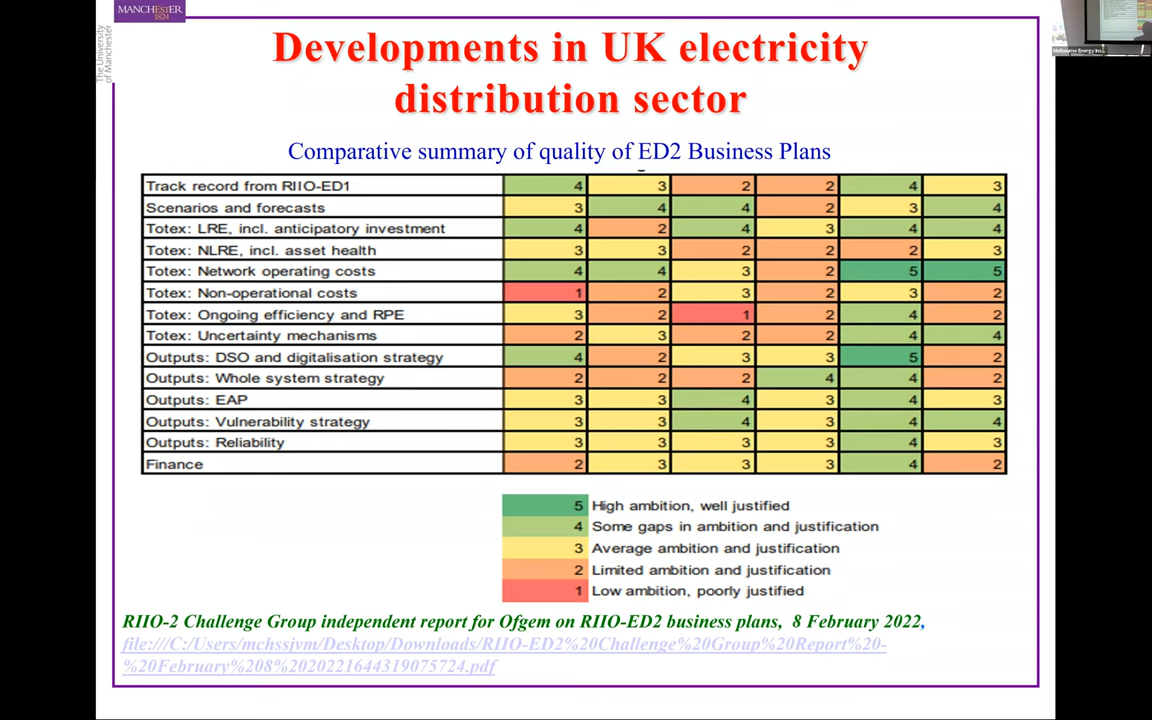 MANCHESTER
1824
The University
of Manchester
Melbourne Energy Ins...
Developments in UK electricity
distribution sector
Comparative summary of quality of ED2 Business Plans
Track record from RIIO-ED1 4 3 2 2 4 3
Scenarios and forecasts 3 4 4 2 3 4
Totex: LRE, incl. anticipatory investment 4 2 4 3 4 4
Totex: NLRE, incl. asset health 3 3 2 2 2 3
Totex: Network operating costs 4 4 3 2 5 5
Totex: Non-operational costs 1 2 3 2 3 2
Totex: Ongoing efficiency and RPE 3 2 1 2 4 2
Totex: Uncertainty mechanisms 2 3 2 2 4 4
Outputs: DSO and digitalisation strategy 4 2 3 3 5 2
Outputs: Whole system strategy 2 2 2 4 4 2
Outputs: EAP 3 3 4 3 4 3
Outputs: Vulnerability strategy 3 3 4 3 4 4
Outputs: Reliability 3 3 3 3 4 3
Finance 2 3 3 3 4 2
5 High ambition, well justified
4 Some gaps in ambition and justification
3 Average ambition and justification
2 Limited ambition and justification
1 Low ambition, poorly justified
RIIO-2 Challenge Group independent report for Ofgem on RIIO-ED2 business plans, 8 February 2022,
file:///C:/Users/mchssjvm/Desktop/Downloads/RIIO-ED2%20Challenge%20Group%20Report%20-
%20February%208%2020221644319075724.pdf